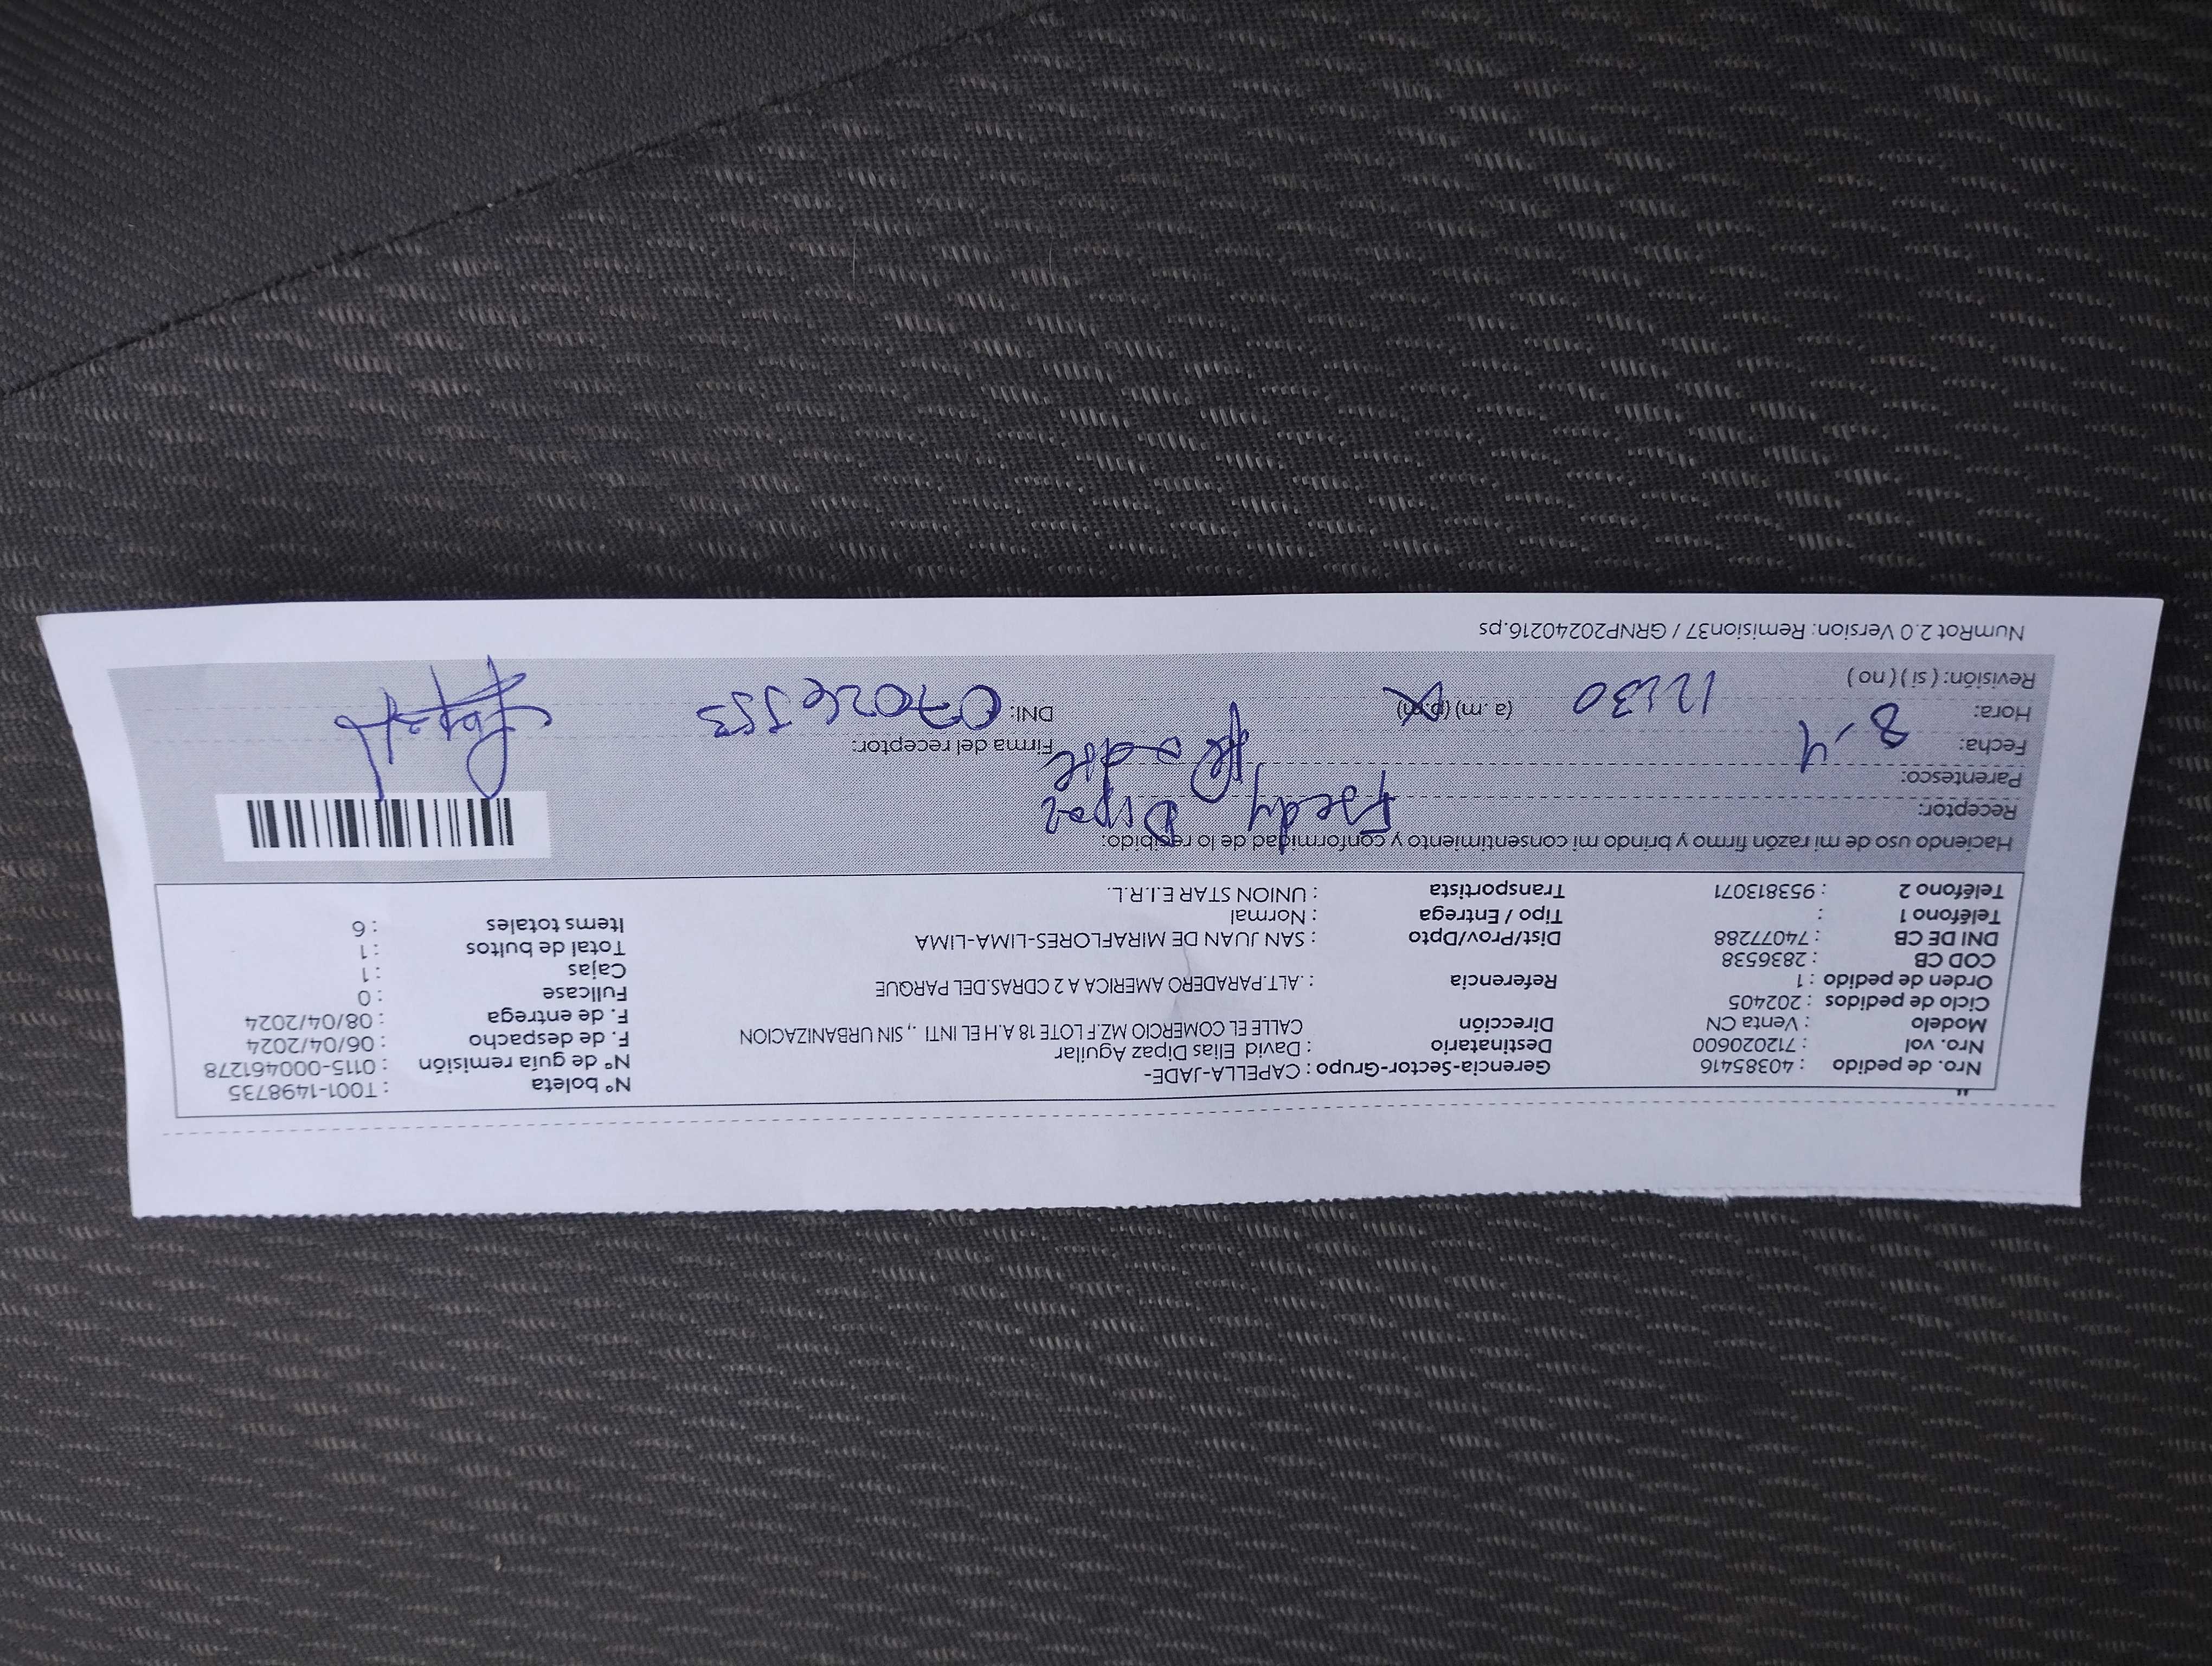 Nro. de pedido : 40385416 Gerencia-Sector-Grupo : CAPELLA-JADE- N° boleta : T001-1498735
Nro. vol : 712020600 Destinatario : David Elias Dipaz Aguilar N° de guía remisión : 0115-000461278
Modelo : Venta CN Dirección CALLE EL COMERCIO MZ.F LOTE 18 A.H EL INTI ., SIN URBANIZACION F. de despacho : 06/04/2024
Ciclo de pedidos : 202405 F. de entrega : 08/04/2024
Orden de pedido : 1 Referencia : .ALT.PARADERO AMERICA A 2 CDRAS.DEL PARQUE Fullcase : 0
COD CB : 2836538 Cajas : 1
DNI DE CB : 74077288 Dist/Prov/Dpto : SAN JUAN DE MIRAFLORES-LIMA-LIMA Total de bultos : 1
Teléfono 1 : Tipo / Entrega : Normal Items totales : 6
Teléfono 2 : 953813071 Transportista : UNION STAR E.I.R.L.
Haciendo uso de mi razón firmo y brindo mi consentimiento y conformidad de lo recibido:
Receptor: Fredy Dipaz
Parentesco:
Fecha: 8-4 Firma del receptor:
Hora: 12:30 (a. m) (p.m) DNI: 07026553
Revisión: ( si ) ( no )
NumRot 2.0 Version: Remision37 / GRNP20240216.ps